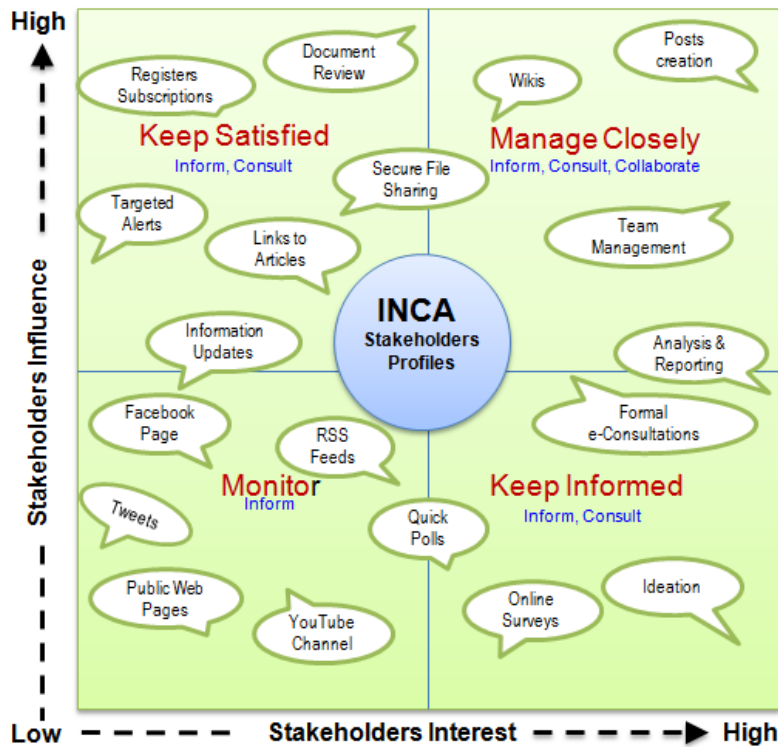 High
Document
Review
Posts
creation
Registers
Subscriptions
Wikis
Keep Satisfied
Inform, Consult
Manage Closely
Inform, Consult, Collaborate
Secure File
Sharing
Targeted
Alerts
Links to
Articles
Team
Management
INCA
Stakeholders
Profiles
Information
Updates
Analysis &
Reporting
Stakeholders Influence
Facebook
Page
RSS
Feeds
Formal
e-Consultations
Monitor
Inform
Keep Informed
Inform, Consult
Tweets
Quick
Polls
Public Web
Pages
YouTube
Channel
Online
Surveys
Ideation
Low
Stakeholders Interest
High